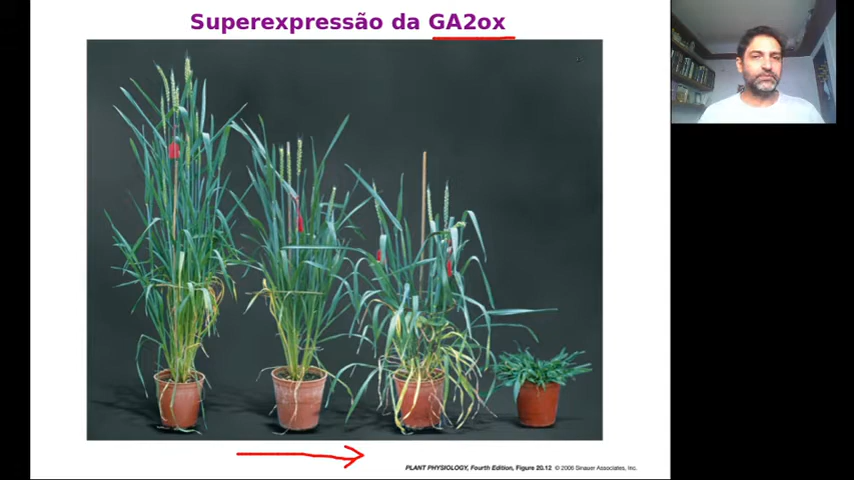 Superexpressão da GA2ox
PLANT PHYSIOLOGY, Fourth Edition, Figure 20.12 © 2006 Sinauer Associates, Inc.